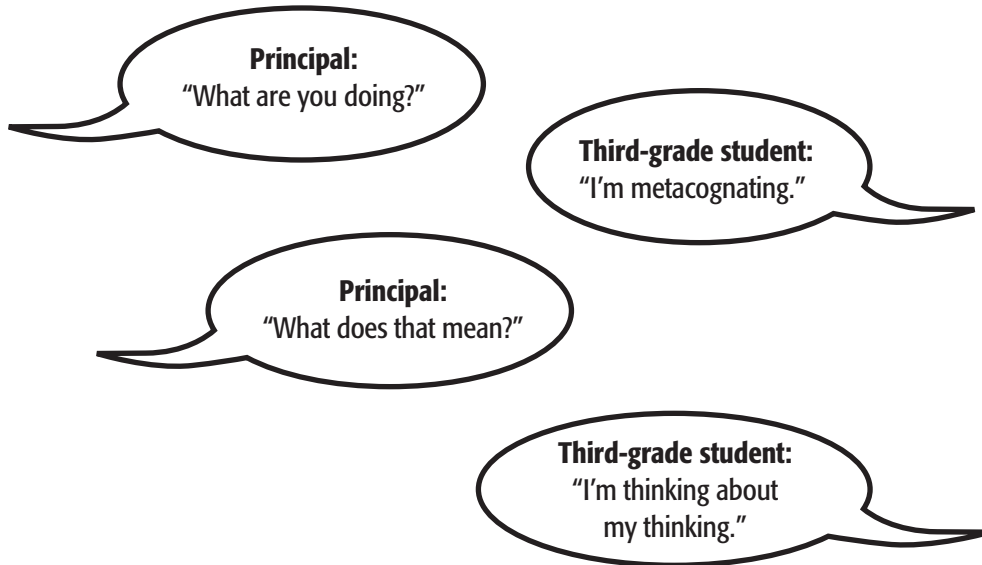 Principal:
“What are you doing?”
Third-grade student:
“I’m metacognating.”
Principal:
“What does that mean?”
Third-grade student:
“I’m thinking about
my thinking.”